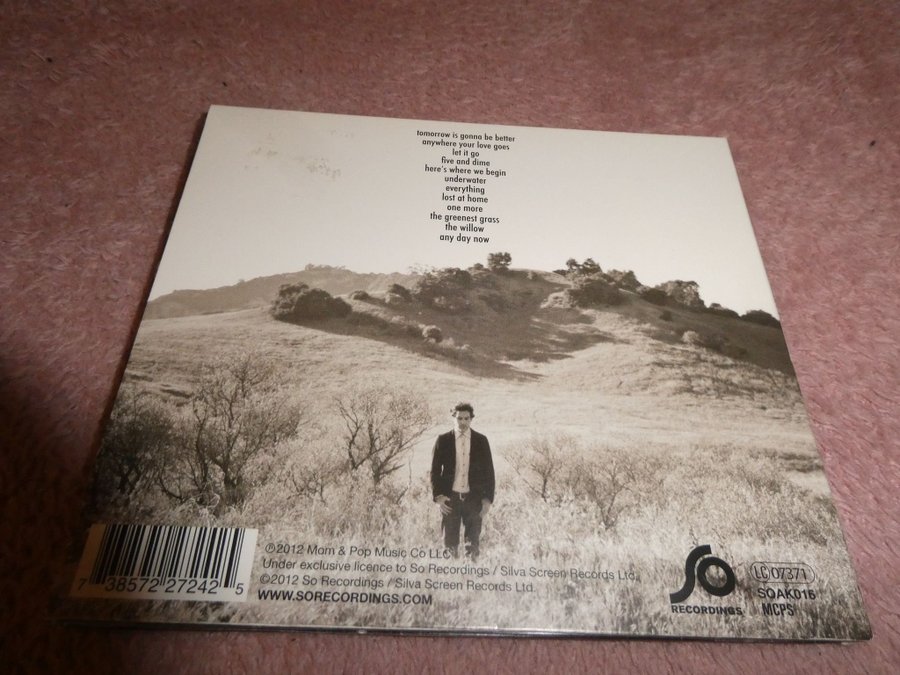 tomorrow is gonna be better
anywhere your love goes
let it go
five and dime
here's where we begin
underwater
everything
lost at home
one more
the greenest grass
the willow
any day now
7 38572 27242 5
℗2012 Mom & Pop Music Co LLC
Under exclusive licence to So Recordings / Silva Screen Records Ltd.
©2012 So Recordings / Silva Screen Records Ltd.
WWW.SORECORDINGS.COM
So
RECORDINGS
LC 07371
SOAK016
MCPS